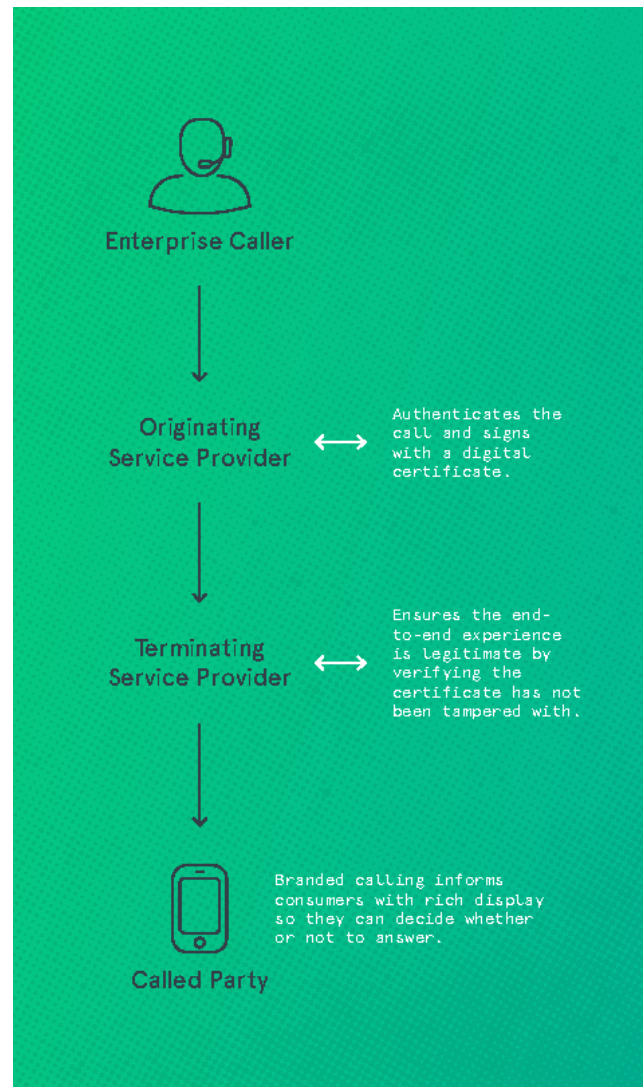 Enterprise Caller
Originating
Service Provider
Authenticates the
call and signs
with a digital
certificate.
Terminating
Service Provider
Ensures the end-
to-end experience
is legitimate by
verifying the
certificate has not
been tampered with.
Branded calling informs
consumers with rich display
so they can decide whether
or not to answer.
Called Party